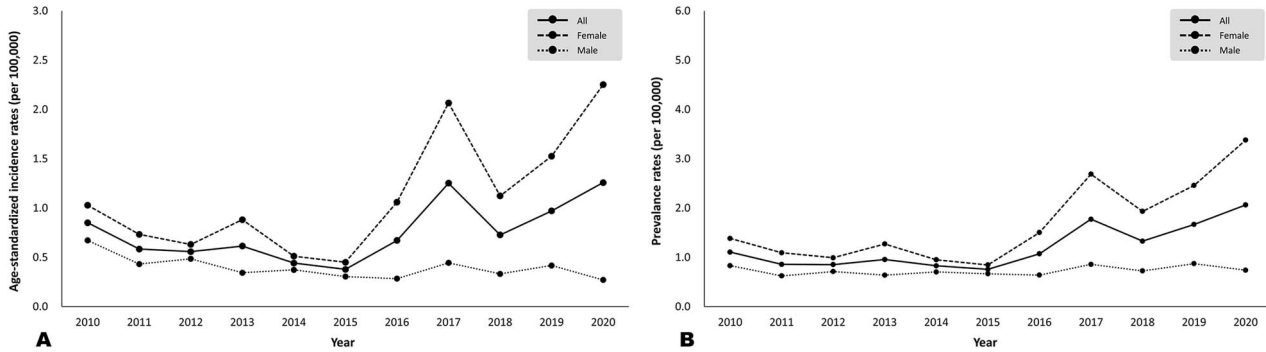 Age-standardized incidence rates (per 100,000)
3.0
2.5
2.0
1.5
1.0
0.5
0.0
All
Female
Male
2010 2011 2012 2013 2014 2015 2016 2017 2018 2019 2020
Year
A
Prevalance rates (per 100,000)
6.0
5.0
4.0
3.0
2.0
1.0
0.0
All
Female
Male
2010 2011 2012 2013 2014 2015 2016 2017 2018 2019 2020
Year
B